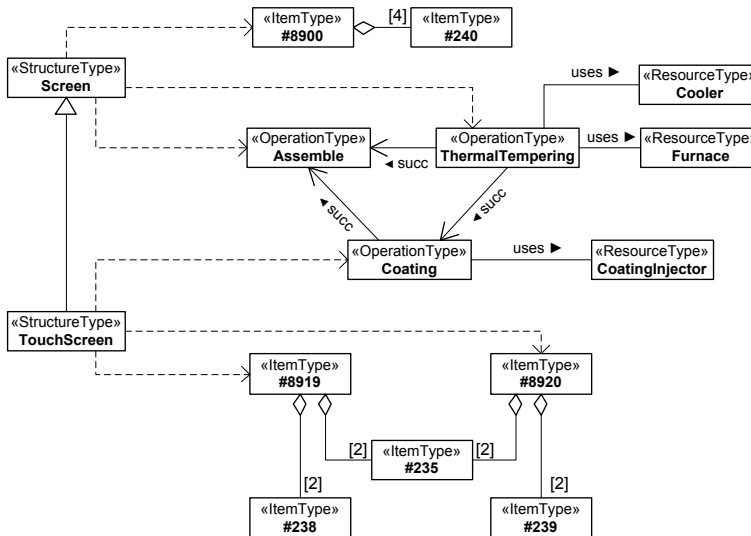 «ItemType»
#8900
[4]
«ItemType»
#240
«StructureType»
Screen
uses ►
«ResourceType»
Cooler
«OperationType»
Assemble
◄ succ
«OperationType»
ThermalTempering
uses ►
«ResourceType»
Furnace
◄ succ
◄ succ
«OperationType»
Coating
uses ►
«ResourceType»
CoatingInjector
«StructureType»
TouchScreen
«ItemType»
#8919
«ItemType»
#8920
[2]
«ItemType»
#235
[2]
[2]
«ItemType»
#238
[2]
«ItemType»
#239